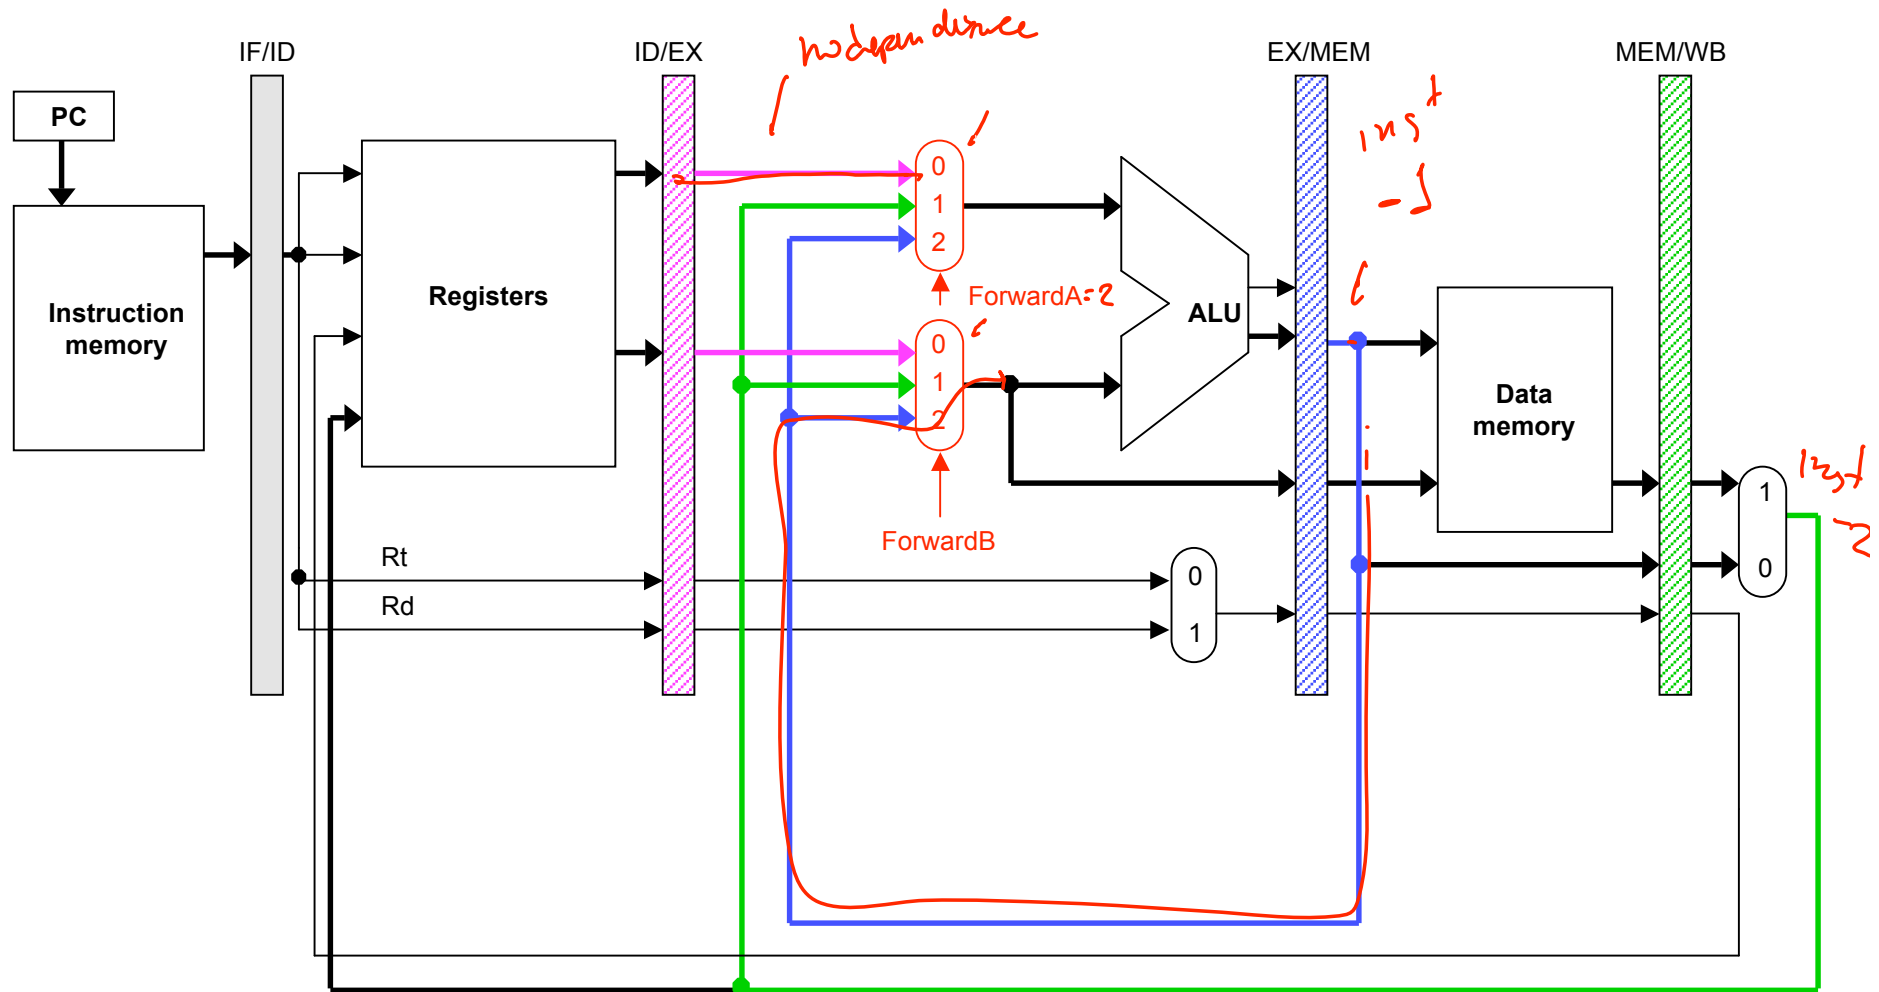 no dependence
IF/ID
ID/EX
EX/MEM
MEM/WB
PC
inst
-1
0
1
2
Instruction
memory
Registers
ForwardA=2
ALU
0
1
2
Data
memory
1
inst
-2
0
ForwardB
Rt
Rd
0
1